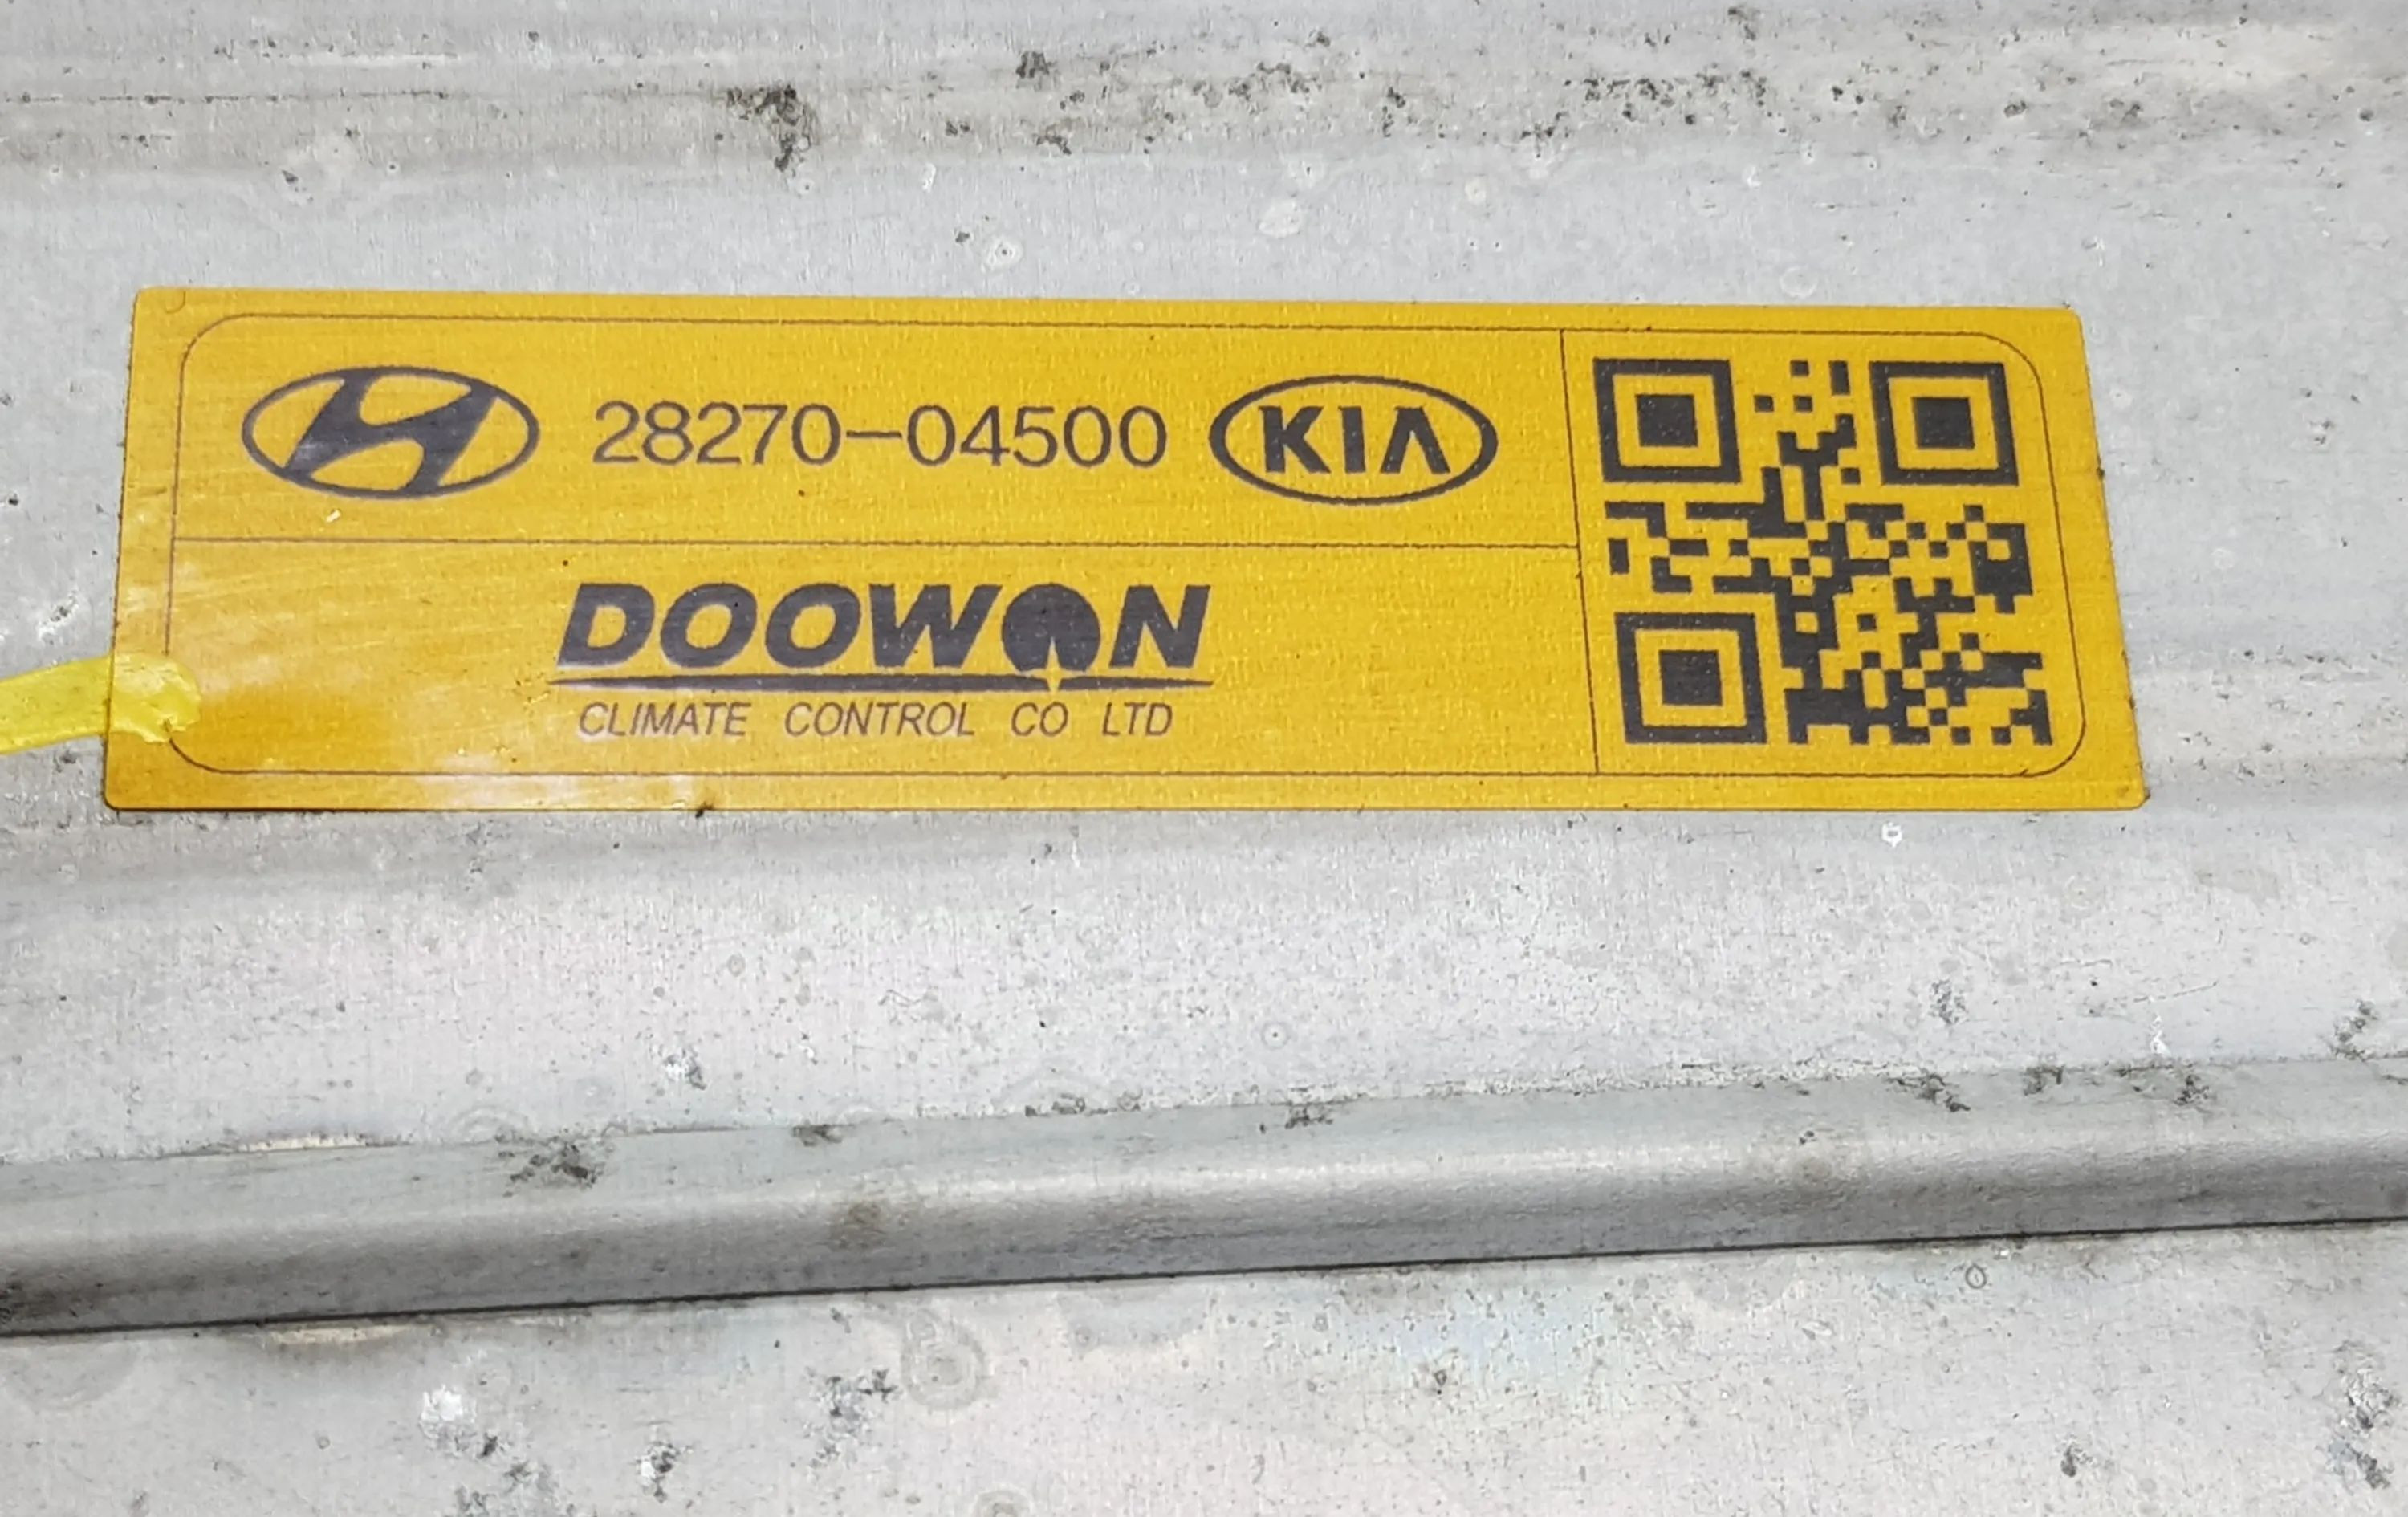 28270-04500 KIA
DOOWON
CLIMATE CONTROL CO LTD